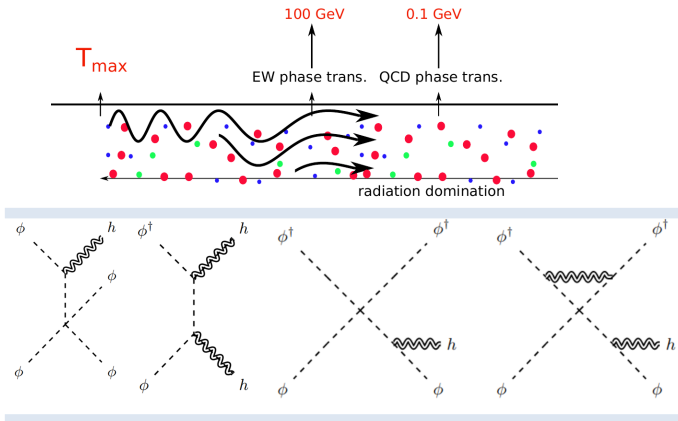 100 GeV 0.1 GeV
T_max
EW phase trans. QCD phase trans.
radiation domination
ϕ h ϕ† h ϕ† ϕ† ϕ† ϕ†
ϕ
h h
ϕ ϕ ϕ h ϕ ϕ ϕ ϕ